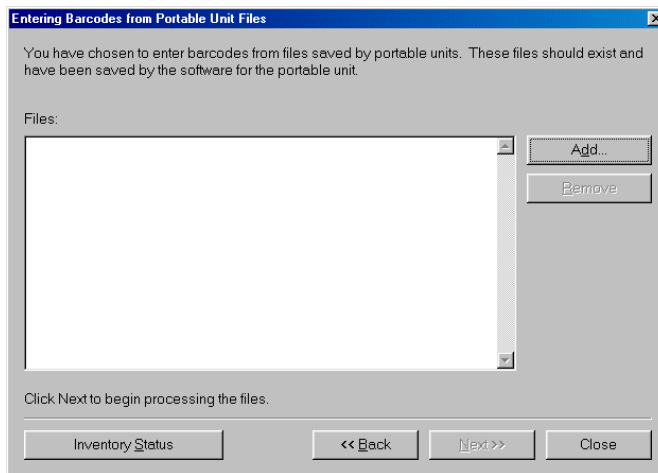 Entering Barcodes from Portable Unit Files
You have chosen to enter barcodes from files saved by portable units. These files should exist and
have been saved by the software for the portable unit.
Files:
Add...
Remove
Click Next to begin processing the files.
Inventory Status
<< Back
Next >>
Close